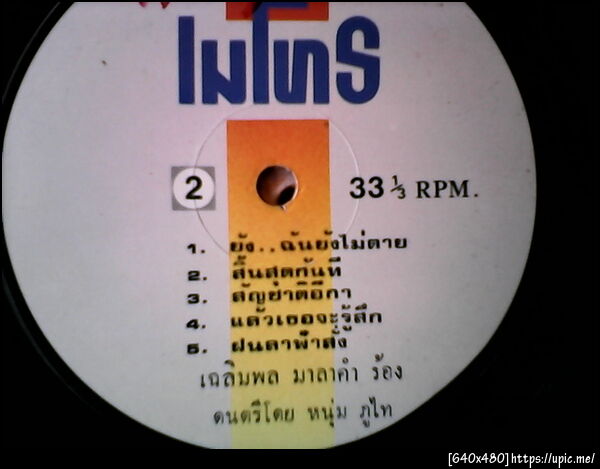 ไมโทร
2
33 1/3 RPM.
1. ยัง..ฉันยังไม่ตาย
2. สิ้นสุดกันที
3. สัญชาติอีกา
4. แล้วเธอจะรู้สึก
5. ฝนลาฟ้าสั่ง
เฉลิมพล มาลาคำ ร้อง
ดนตรีโดย หนุ่ม ภูไท
[640x480]https://upic.me/